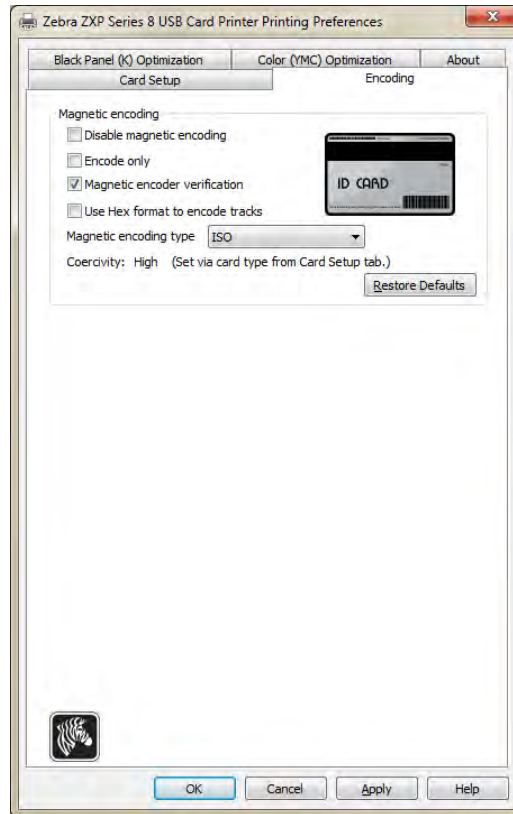 Zebra ZXP Series 8 USB Card Printer Printing Preferences
Black Panel (K) Optimization Color (YMC) Optimization About
Card Setup Encoding
Magnetic encoding
Disable magnetic encoding
Encode only
Magnetic encoder verification
Use Hex format to encode tracks
ID CARD
Magnetic encoding type ISO
Coercivity: High (Set via card type from Card Setup tab.)
Restore Defaults
OK Cancel Apply Help